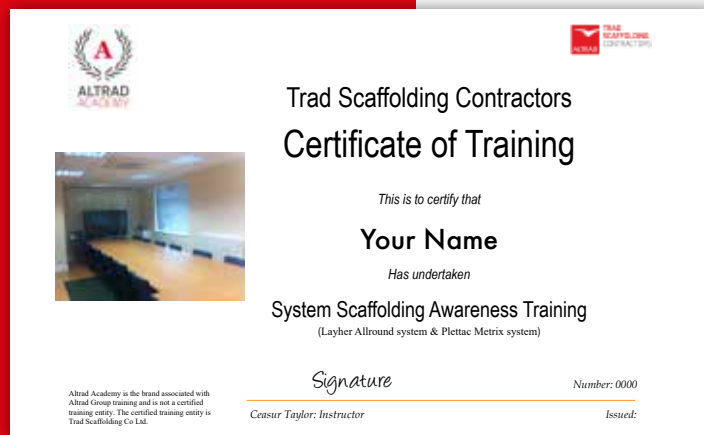 A
ALTRAD
ACADEMY
ALTRAD
TRAD
SCAFFOLDING
CONTRACTORS
Trad Scaffolding Contractors
Certificate of Training
This is to certify that
Your Name
Has undertaken
System Scaffolding Awareness Training
(Layher Allround system & Plettac Metrix system)
Signature
Number: 0000
Altrad Academy is the brand associated with
Altrad Group training and is not a certified
training entity. The certified training entity is
Trad Scaffolding Co Ltd.
Ceasur Taylor: Instructor
Issued: